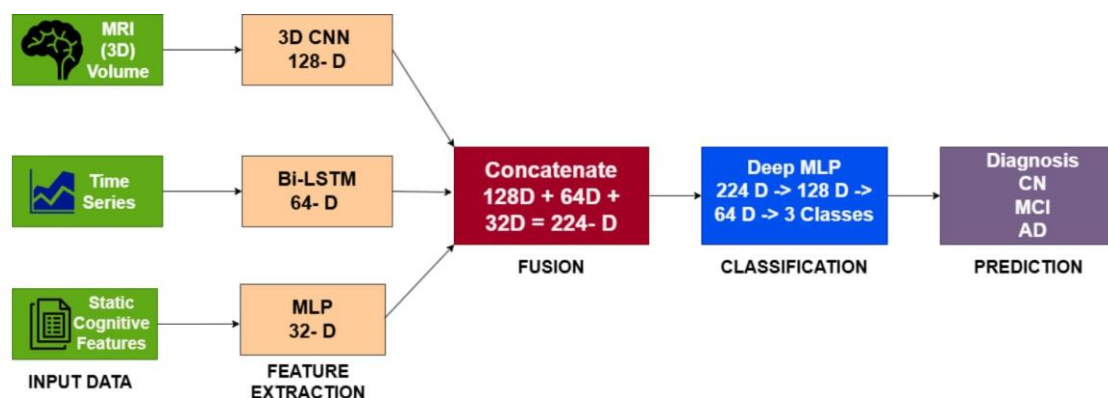 MRI
(3D)
Volume
3D CNN
128- D
Time
Series
Bi-LSTM
64- D
Static
Cognitive
Features
MLP
32- D
INPUT DATA
FEATURE
EXTRACTION
Concatenate
128D + 64D +
32D = 224- D
FUSION
Deep MLP
224 D -> 128 D ->
64 D -> 3 Classes
CLASSIFICATION
Diagnosis
CN
MCI
AD
PREDICTION